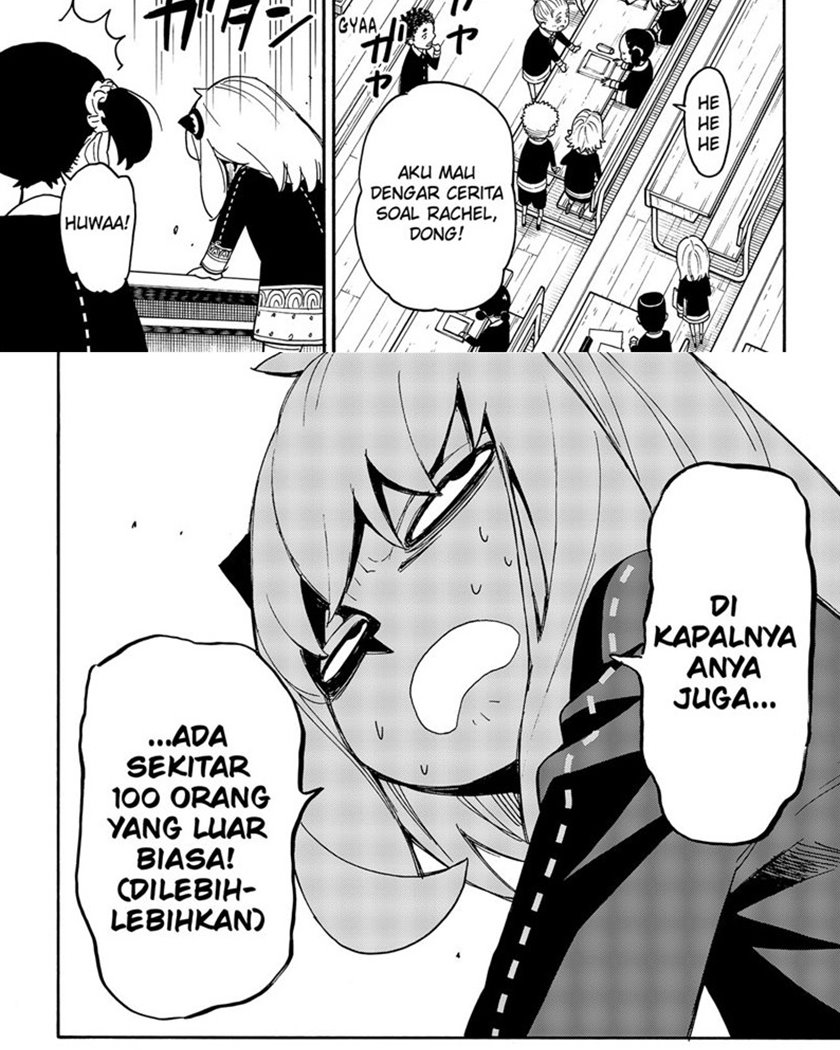 HE
HE
HE
GYAA
ガヤ
ガヤ
AKU MAU
DENGAR CERITA
SOAL RACHEL,
DONG!
ガタン
HUWAA!
DI
KAPALNYA
ANYA
JUGA...
...ADA
SEKITAR
100 ORANG
YANG LUAR
BIASA!
(DILEBIH-
LEBIHKAN)
4